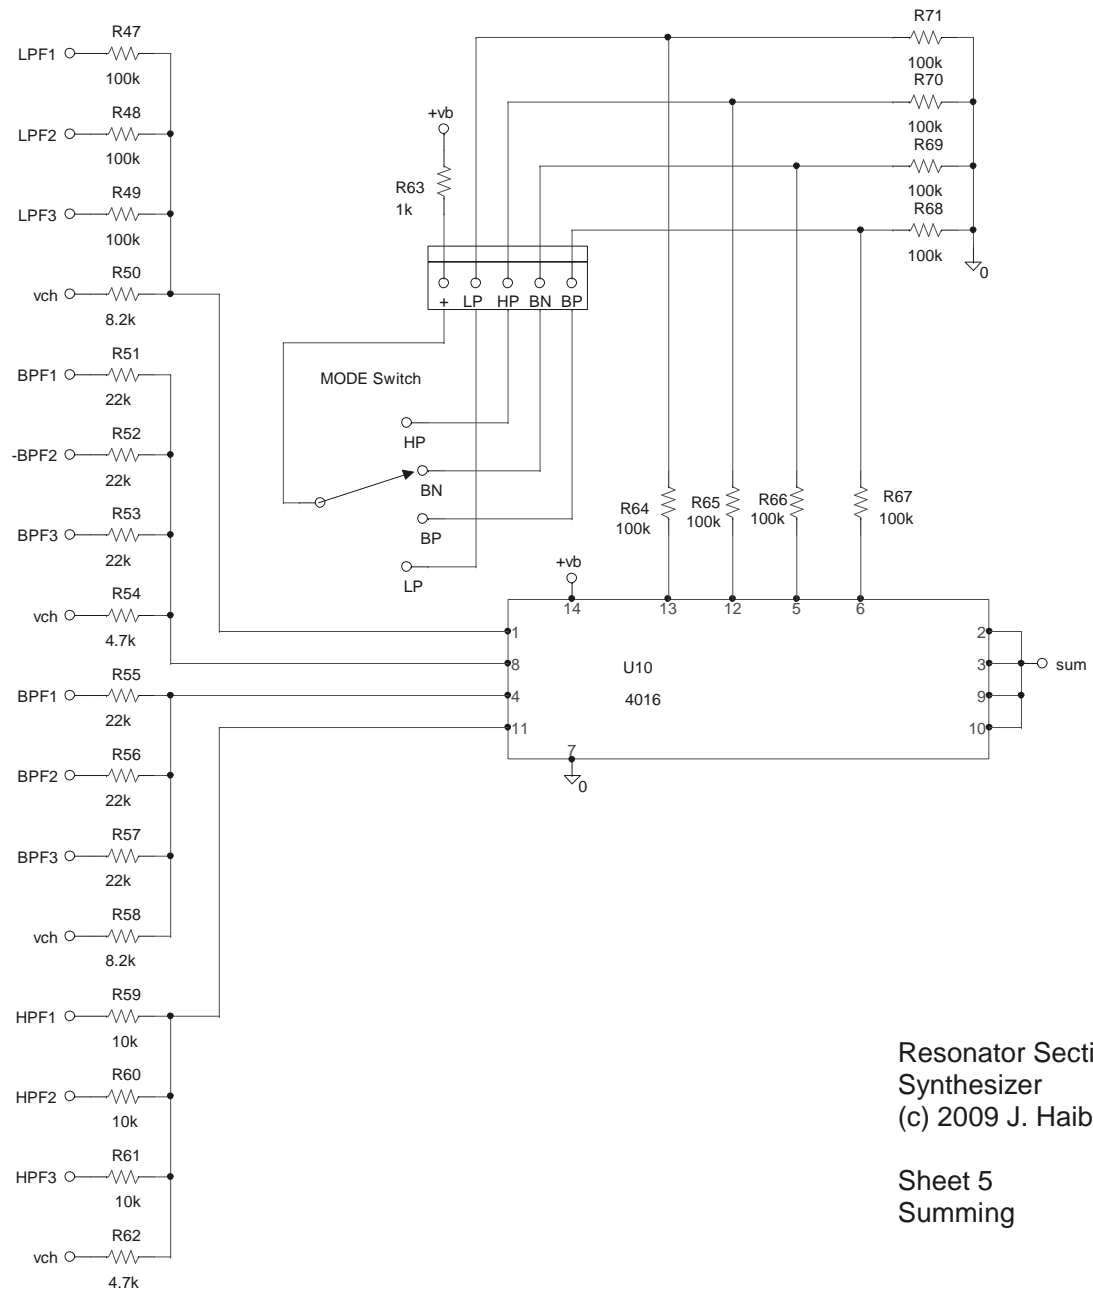 LPF1
R47
100k
LPF2
R48
100k
LPF3
R49
100k
vch
R50
8.2k
BPF1
R51
22k
-BPF2
R52
22k
BPF3
R53
22k
vch
R54
4.7k
BPF1
R55
22k
BPF2
R56
22k
BPF3
R57
22k
vch
R58
8.2k
HPF1
R59
10k
HPF2
R60
10k
HPF3
R61
10k
vch
R62
4.7k
+vb
R63
1k
+ LP HP BN BP
MODE Switch
HP
BN
BP
LP
R71
100k
R70
100k
R69
100k
R68
100k
0
R64
100k
R65
100k
R66
100k
R67
100k
+vb
14 13 12 5 6
1
8
4
11
U10
4016
2
3
9
10
sum
7
0
Resonator Secti
Synthesizer
(c) 2009 J. Haib
Sheet 5
Summing